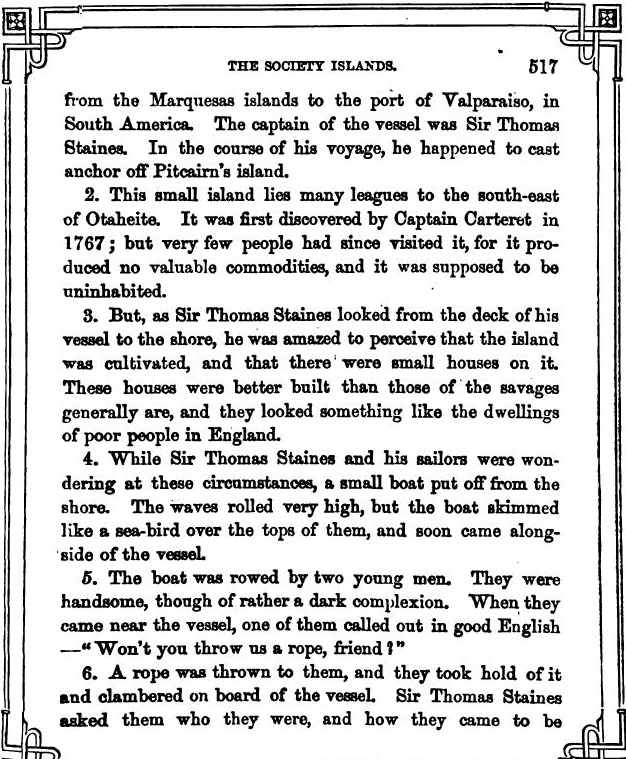 THE SOCIETY ISLANDS. 517
from the Marquesas islands to the port of Valparaiso, in
South America. The captain of the vessel was Sir Thomas
Staines. In the course of his voyage, he happened to cast
anchor off Pitcairn's island.
2. This small island lies many leagues to the south-east
of Otaheite. It was first discovered by Captain Carteret in
1767; but very few people had since visited it, for it pro-
duced no valuable commodities, and it was supposed to be
uninhabited.
3. But, as Sir Thomas Staines looked from the deck of his
vessel to the shore, he was amazed to perceive that the island
was cultivated, and that there were small houses on it.
These houses were better built than those of the savages
generally are, and they looked something like the dwellings
of poor people in England.
4. While Sir Thomas Staines and his sailors were won-
dering at these circumstances, a small boat put off from the
shore. The waves rolled very high, but the boat skimmed
like a sea-bird over the tops of them, and soon came along-
side of the vessel.
5. The boat was rowed by two young men. They were
handsome, though of rather a dark complexion. When they
came near the vessel, one of them called out in good English
—"Won't you throw us a rope, friend?"
6. A rope was thrown to them, and they took hold of it
and clambered on board of the vessel. Sir Thomas Staines
asked them who they were, and how they came to be